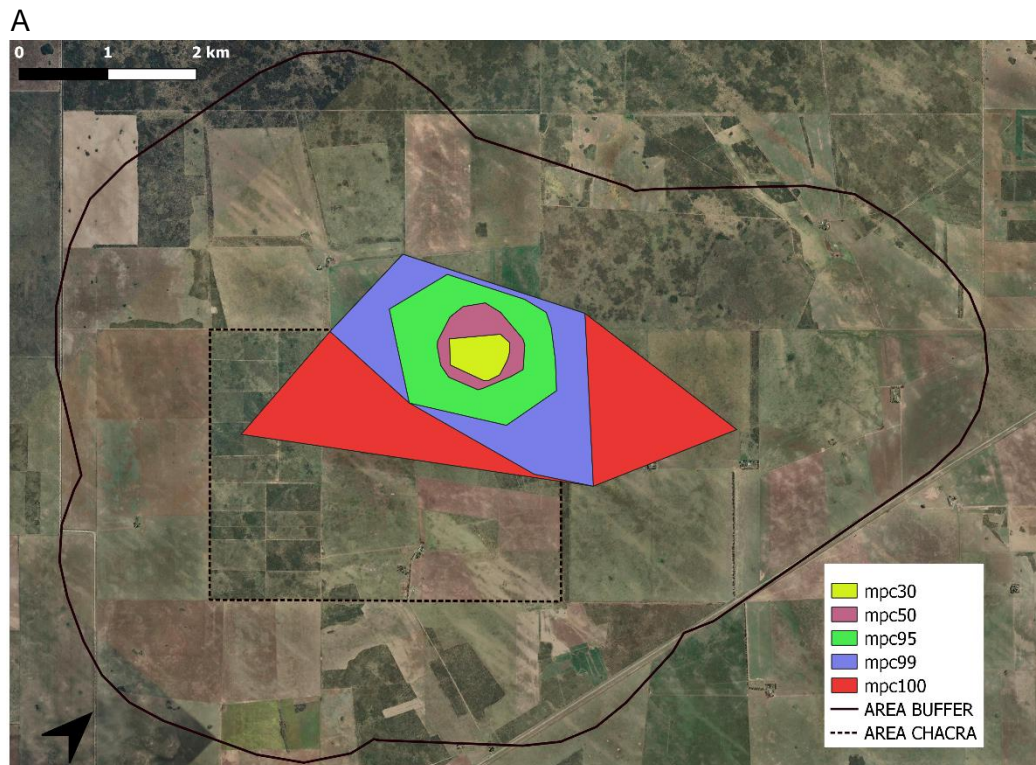 A
0 1 2 km
mpc30
mpc50
mpc95
mpc99
mpc100
AREA BUFFER
AREA CHACRA